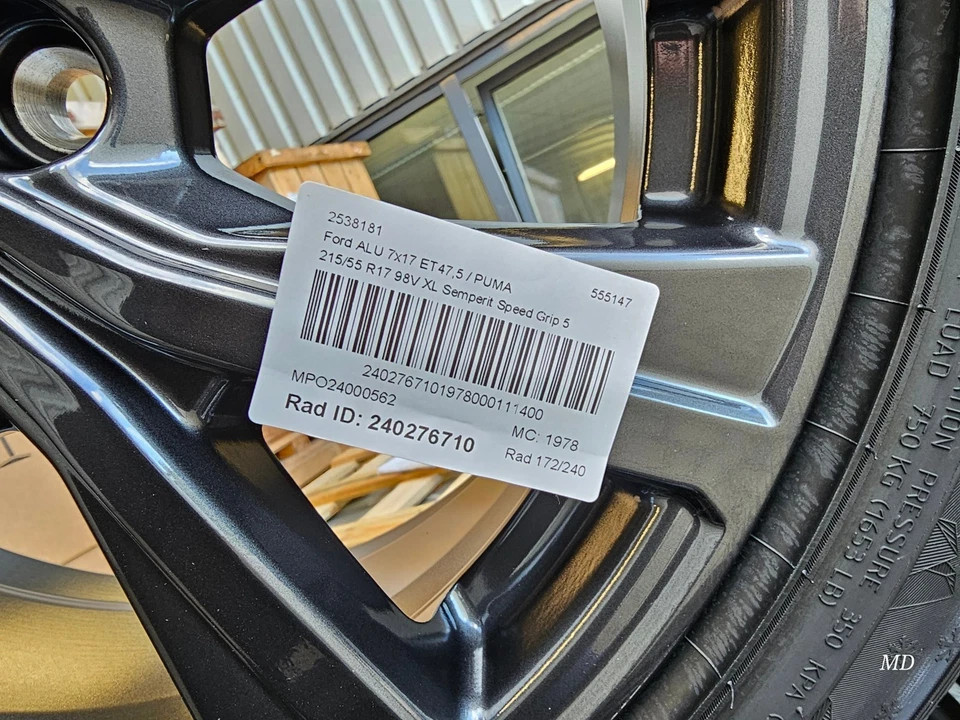 2538181
Ford ALU 7x17 ET47,5 / PUMA
555147
215/55 R17 98V XL Semperit Speed Grip 5
2402767101978000111400
MPO24000562
MC: 1978
Rad ID: 240276710
Rad 172/240
LOAD 750 KG (1653 LB)
PRESSURE 350 KPA
MD